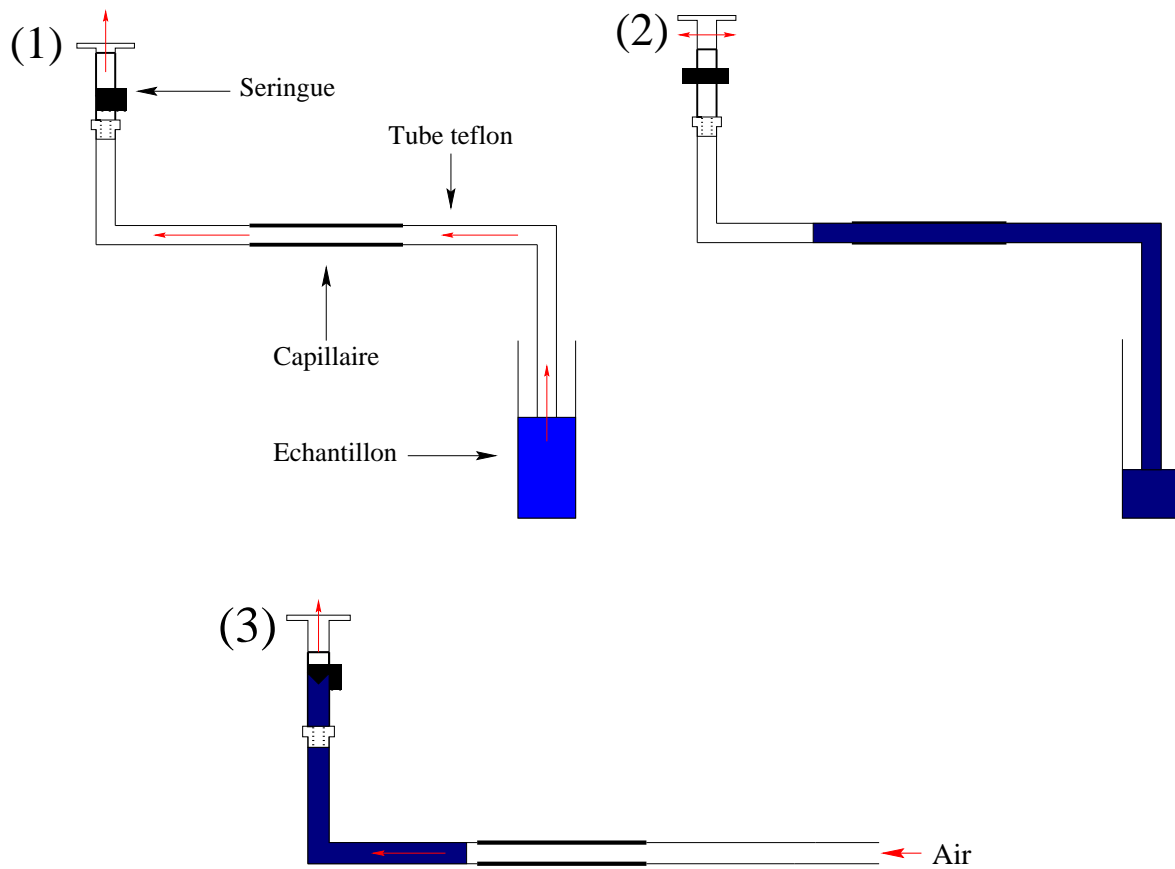 (1)
(2)
Seringue
Tube teflon
Capillaire
Echantillon
(3)
Air